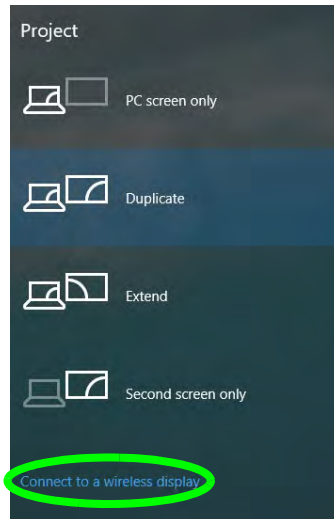 Project
PC screen only
Duplicate
Extend
Second screen only
Connect to a wireless display